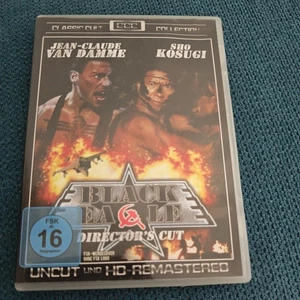 CLASSIC CULT CCC COLLECTION
JEAN-CLAUDE
VAN DAMME
SHO
KOSUGI
BLACK
EAGLE
DIRECTOR'S CUT
FSK
16
UNCUT UND HD-REMASTERED